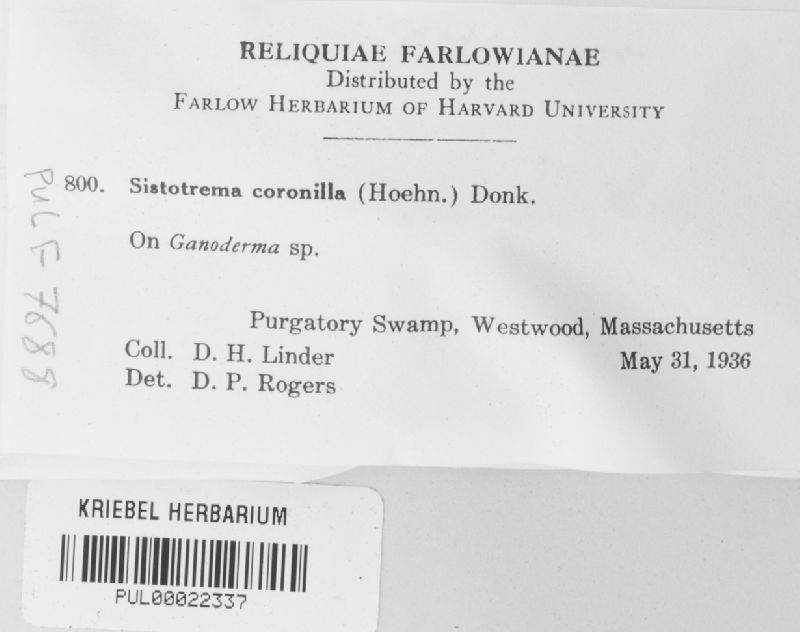 RELIQUIAE FARLOWIANAE
Distributed by the
FARLOW HERBARIUM OF HARVARD UNIVERSITY
800. Sistotrema coronilla (Hoehn.) Donk.
On Ganoderma sp.
Purgatory Swamp, Westwood, Massachusetts
Coll. D. H. Linder May 31, 1936
Det. D. P. Rogers
PUL F 7688
KRIEBEL HERBARIUM
PUL00022337